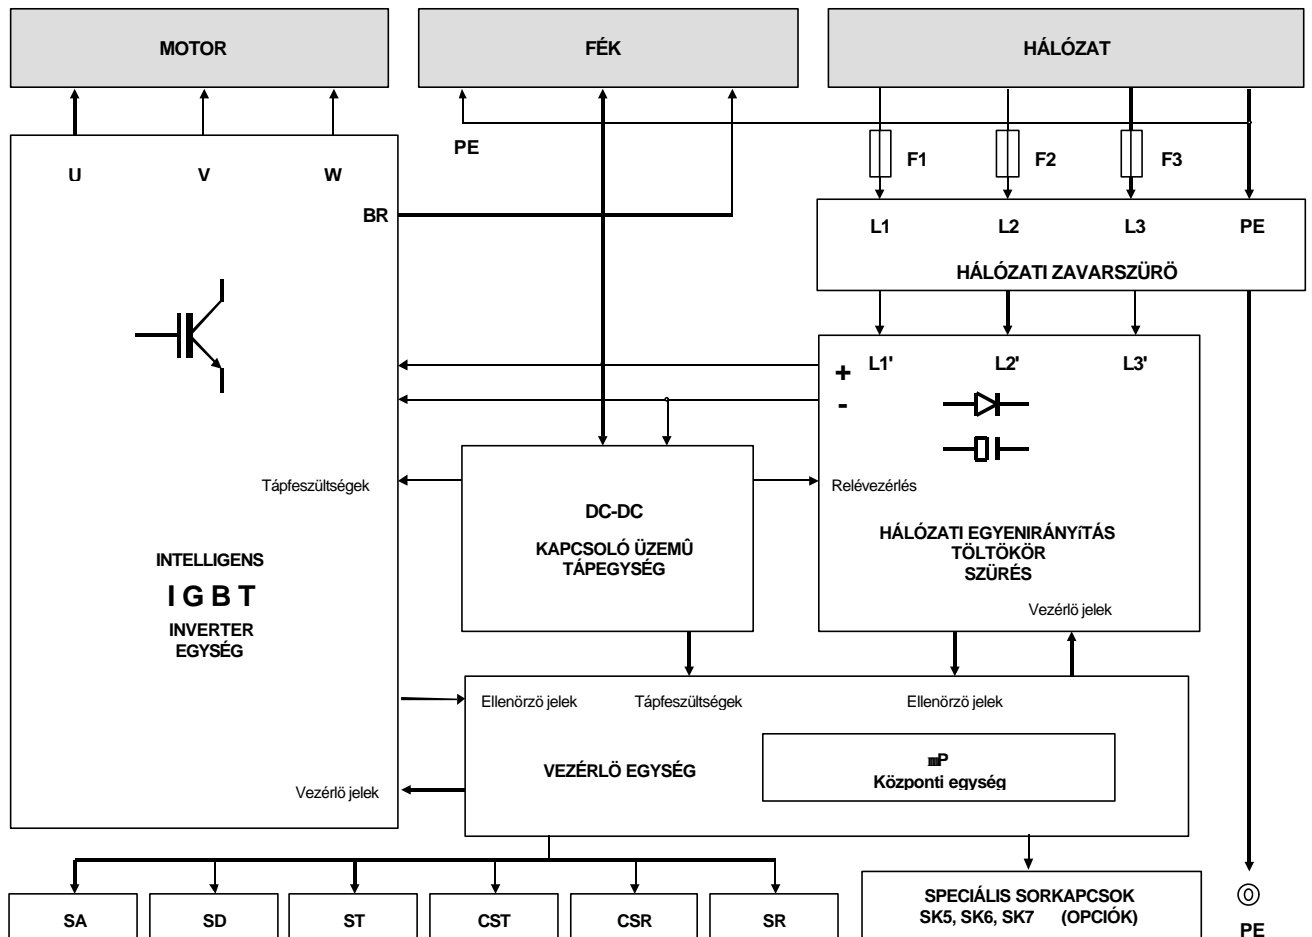 MOTOR
FÉK
HÁLÓZAT
PE
F1
F2
F3
U
V
W
BR
L1
L2
L3
PE
HÁLÓZATI ZAVARSZÜRÖ
+
-
L1'
L2'
L3'
Tápfeszültségek
Relévezérlés
DC-DC
KAPCSOLÓ ÜZEMÛ
TÁPEGYSÉG
HÁLÓZATI EGYENIRÁNYíTÁS
TÖLTÖKÖR
SZÜRÉS
INTELLIGENS
IGBT
INVERTER
EGYSÉG
Vezérlö jelek
Ellenörzö jelek
Tápfeszültségek
Ellenörzö jelek
VEZÉRLÖ EGYSÉG
P
Központi egység
Vezérlö jelek
SA
SD
ST
CST
CSR
SR
SPECIÁLIS SORKAPCSOK
SK5, SK6, SK7 (OPCIÓK)
PE